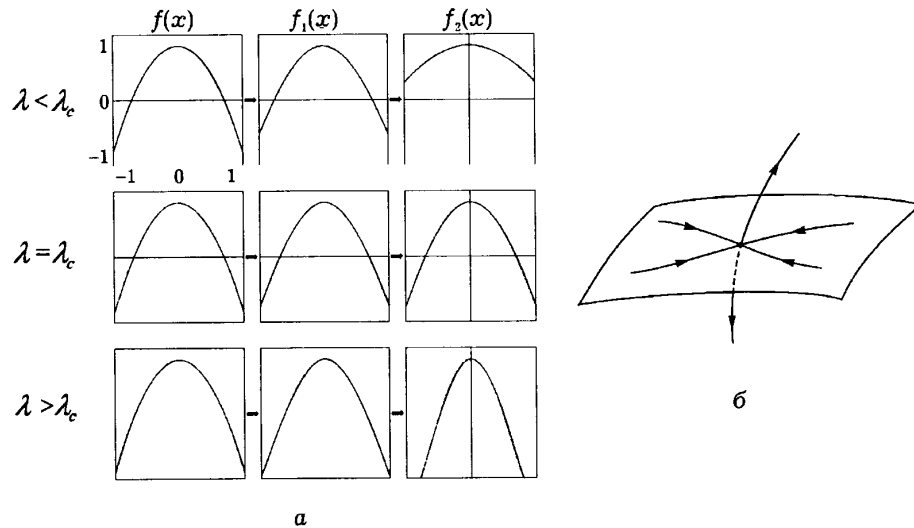 f(x) f₁(x) f₂(x)
1
λ < λ_c
0
−1
−1 0 1
λ = λ_c
λ > λ_c
б
а